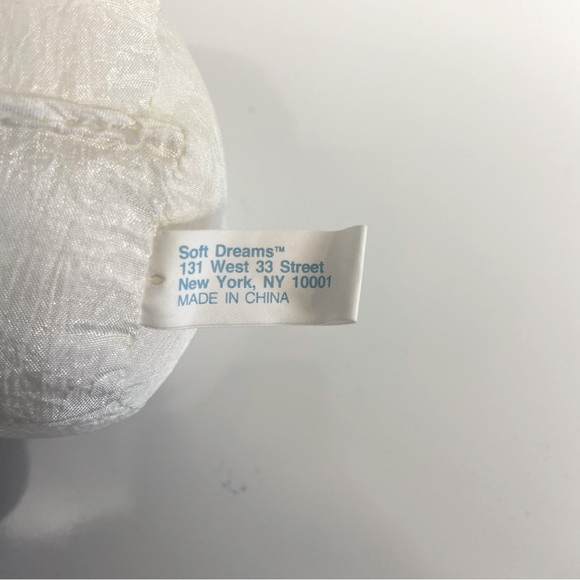 Soft Dreams™
131 West 33 Street
New York, NY 10001
MADE IN CHINA